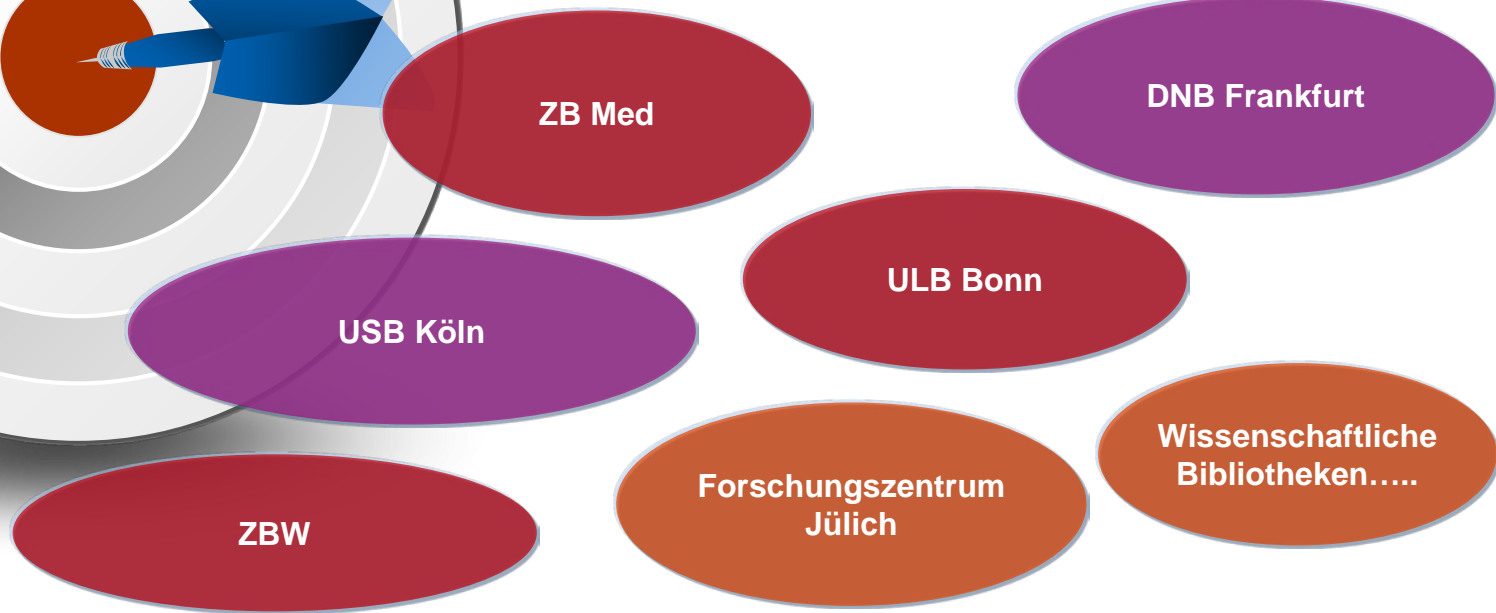 ZB Med
DNB Frankfurt
ULB Bonn
USB Köln
Wissenschaftliche
Bibliotheken…..
Forschungszentrum
Jülich
ZBW